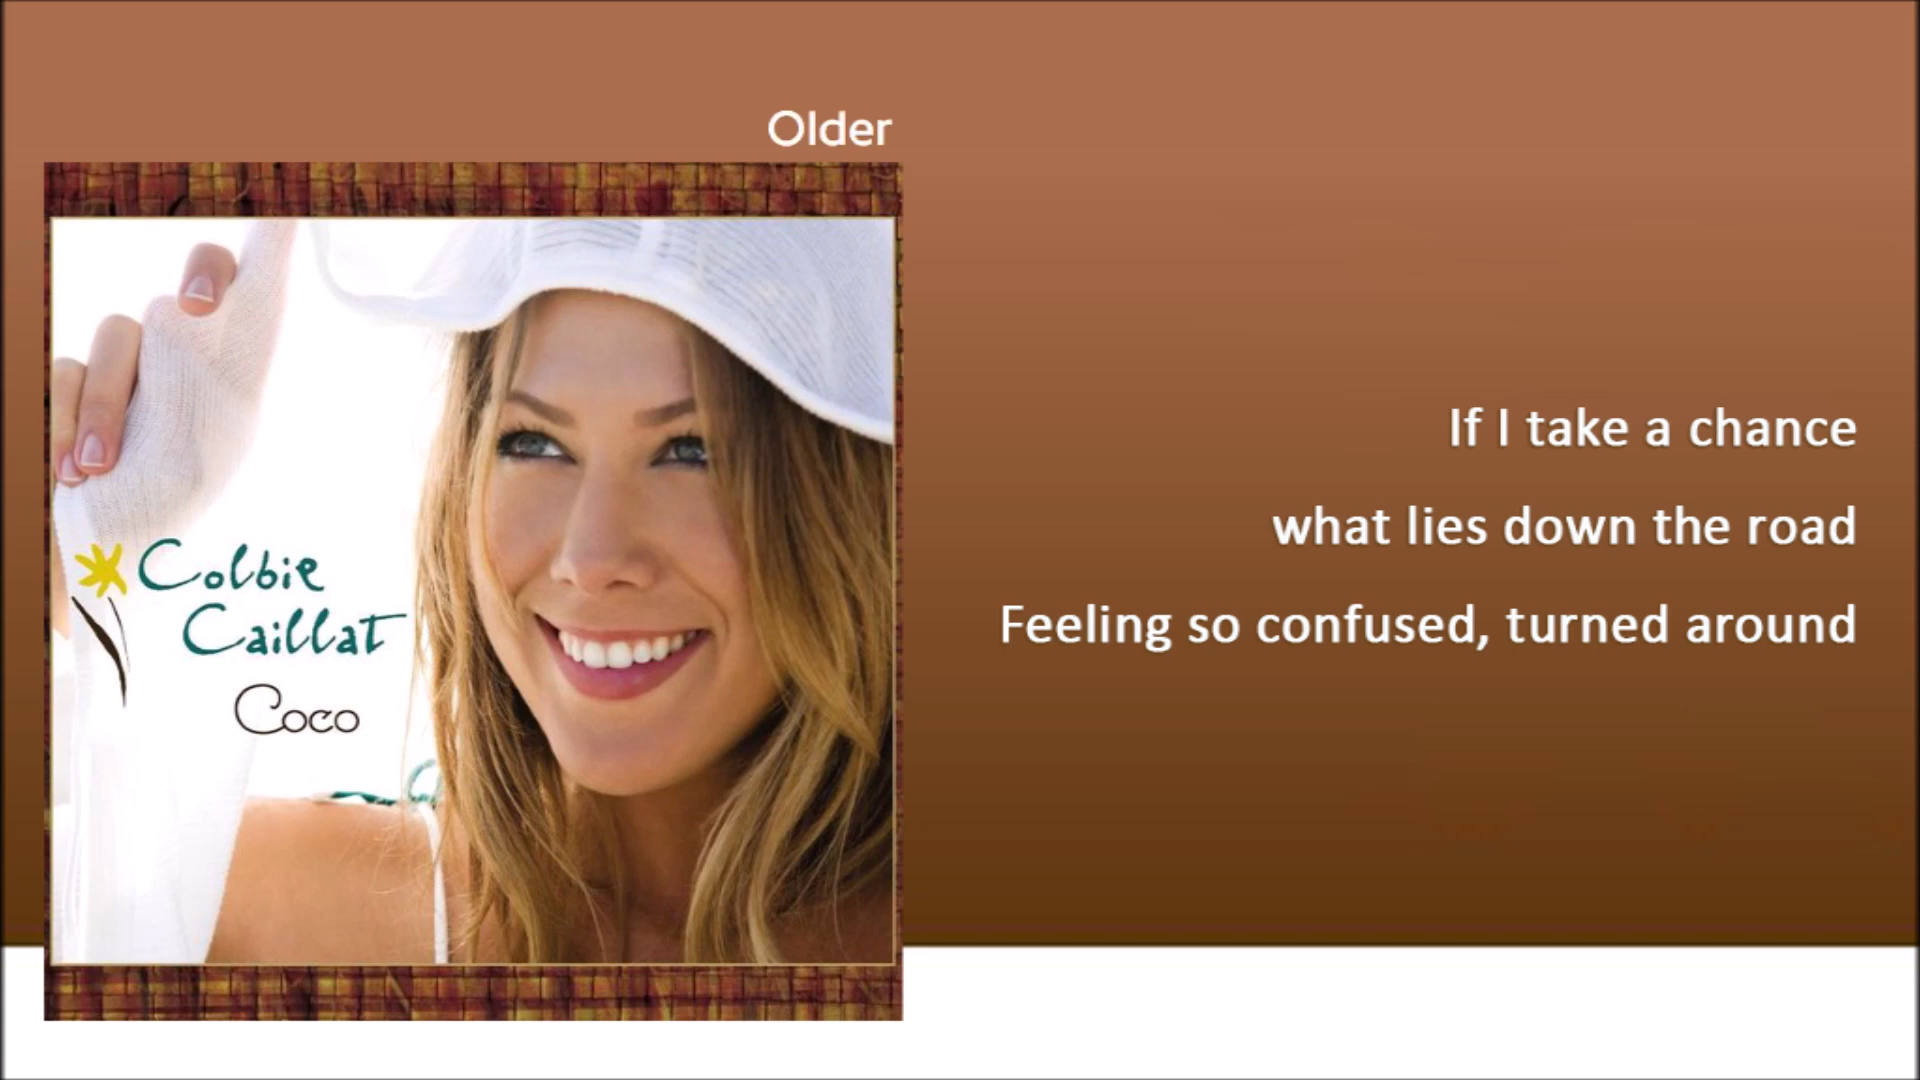 Older
Colbie
Caillat
Coco
If I take a chance
what lies down the road
Feeling so confused, turned around